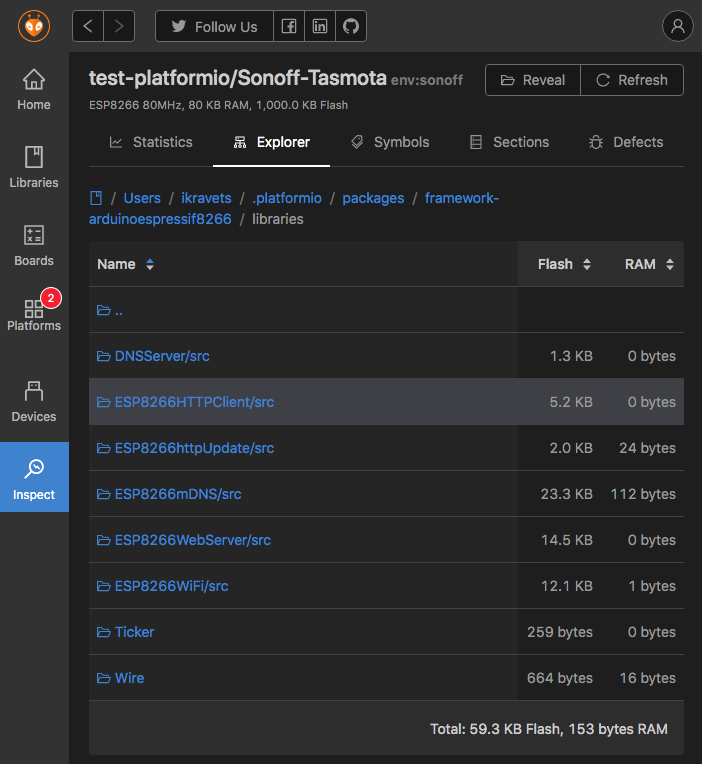 Follow Us
test-platformio/Sonoff-Tasmota env:sonoff
Reveal
Refresh
ESP8266 80MHz, 80 KB RAM, 1,000.0 KB Flash
Home
Libraries
Boards
2
Platforms
Devices
Inspect
Statistics
Explorer
Symbols
Sections
Defects
/ Users / ikravets / .platformio / packages / framework-
arduinoespressif8266 / libraries
Name Flash RAM
..
DNSServer/src 1.3 KB 0 bytes
ESP8266HTTPClient/src 5.2 KB 0 bytes
ESP8266httpUpdate/src 2.0 KB 24 bytes
ESP8266mDNS/src 23.3 KB 112 bytes
ESP8266WebServer/src 14.5 KB 0 bytes
ESP8266WiFi/src 12.1 KB 1 bytes
Ticker 259 bytes 0 bytes
Wire 664 bytes 16 bytes
Total: 59.3 KB Flash, 153 bytes RAM